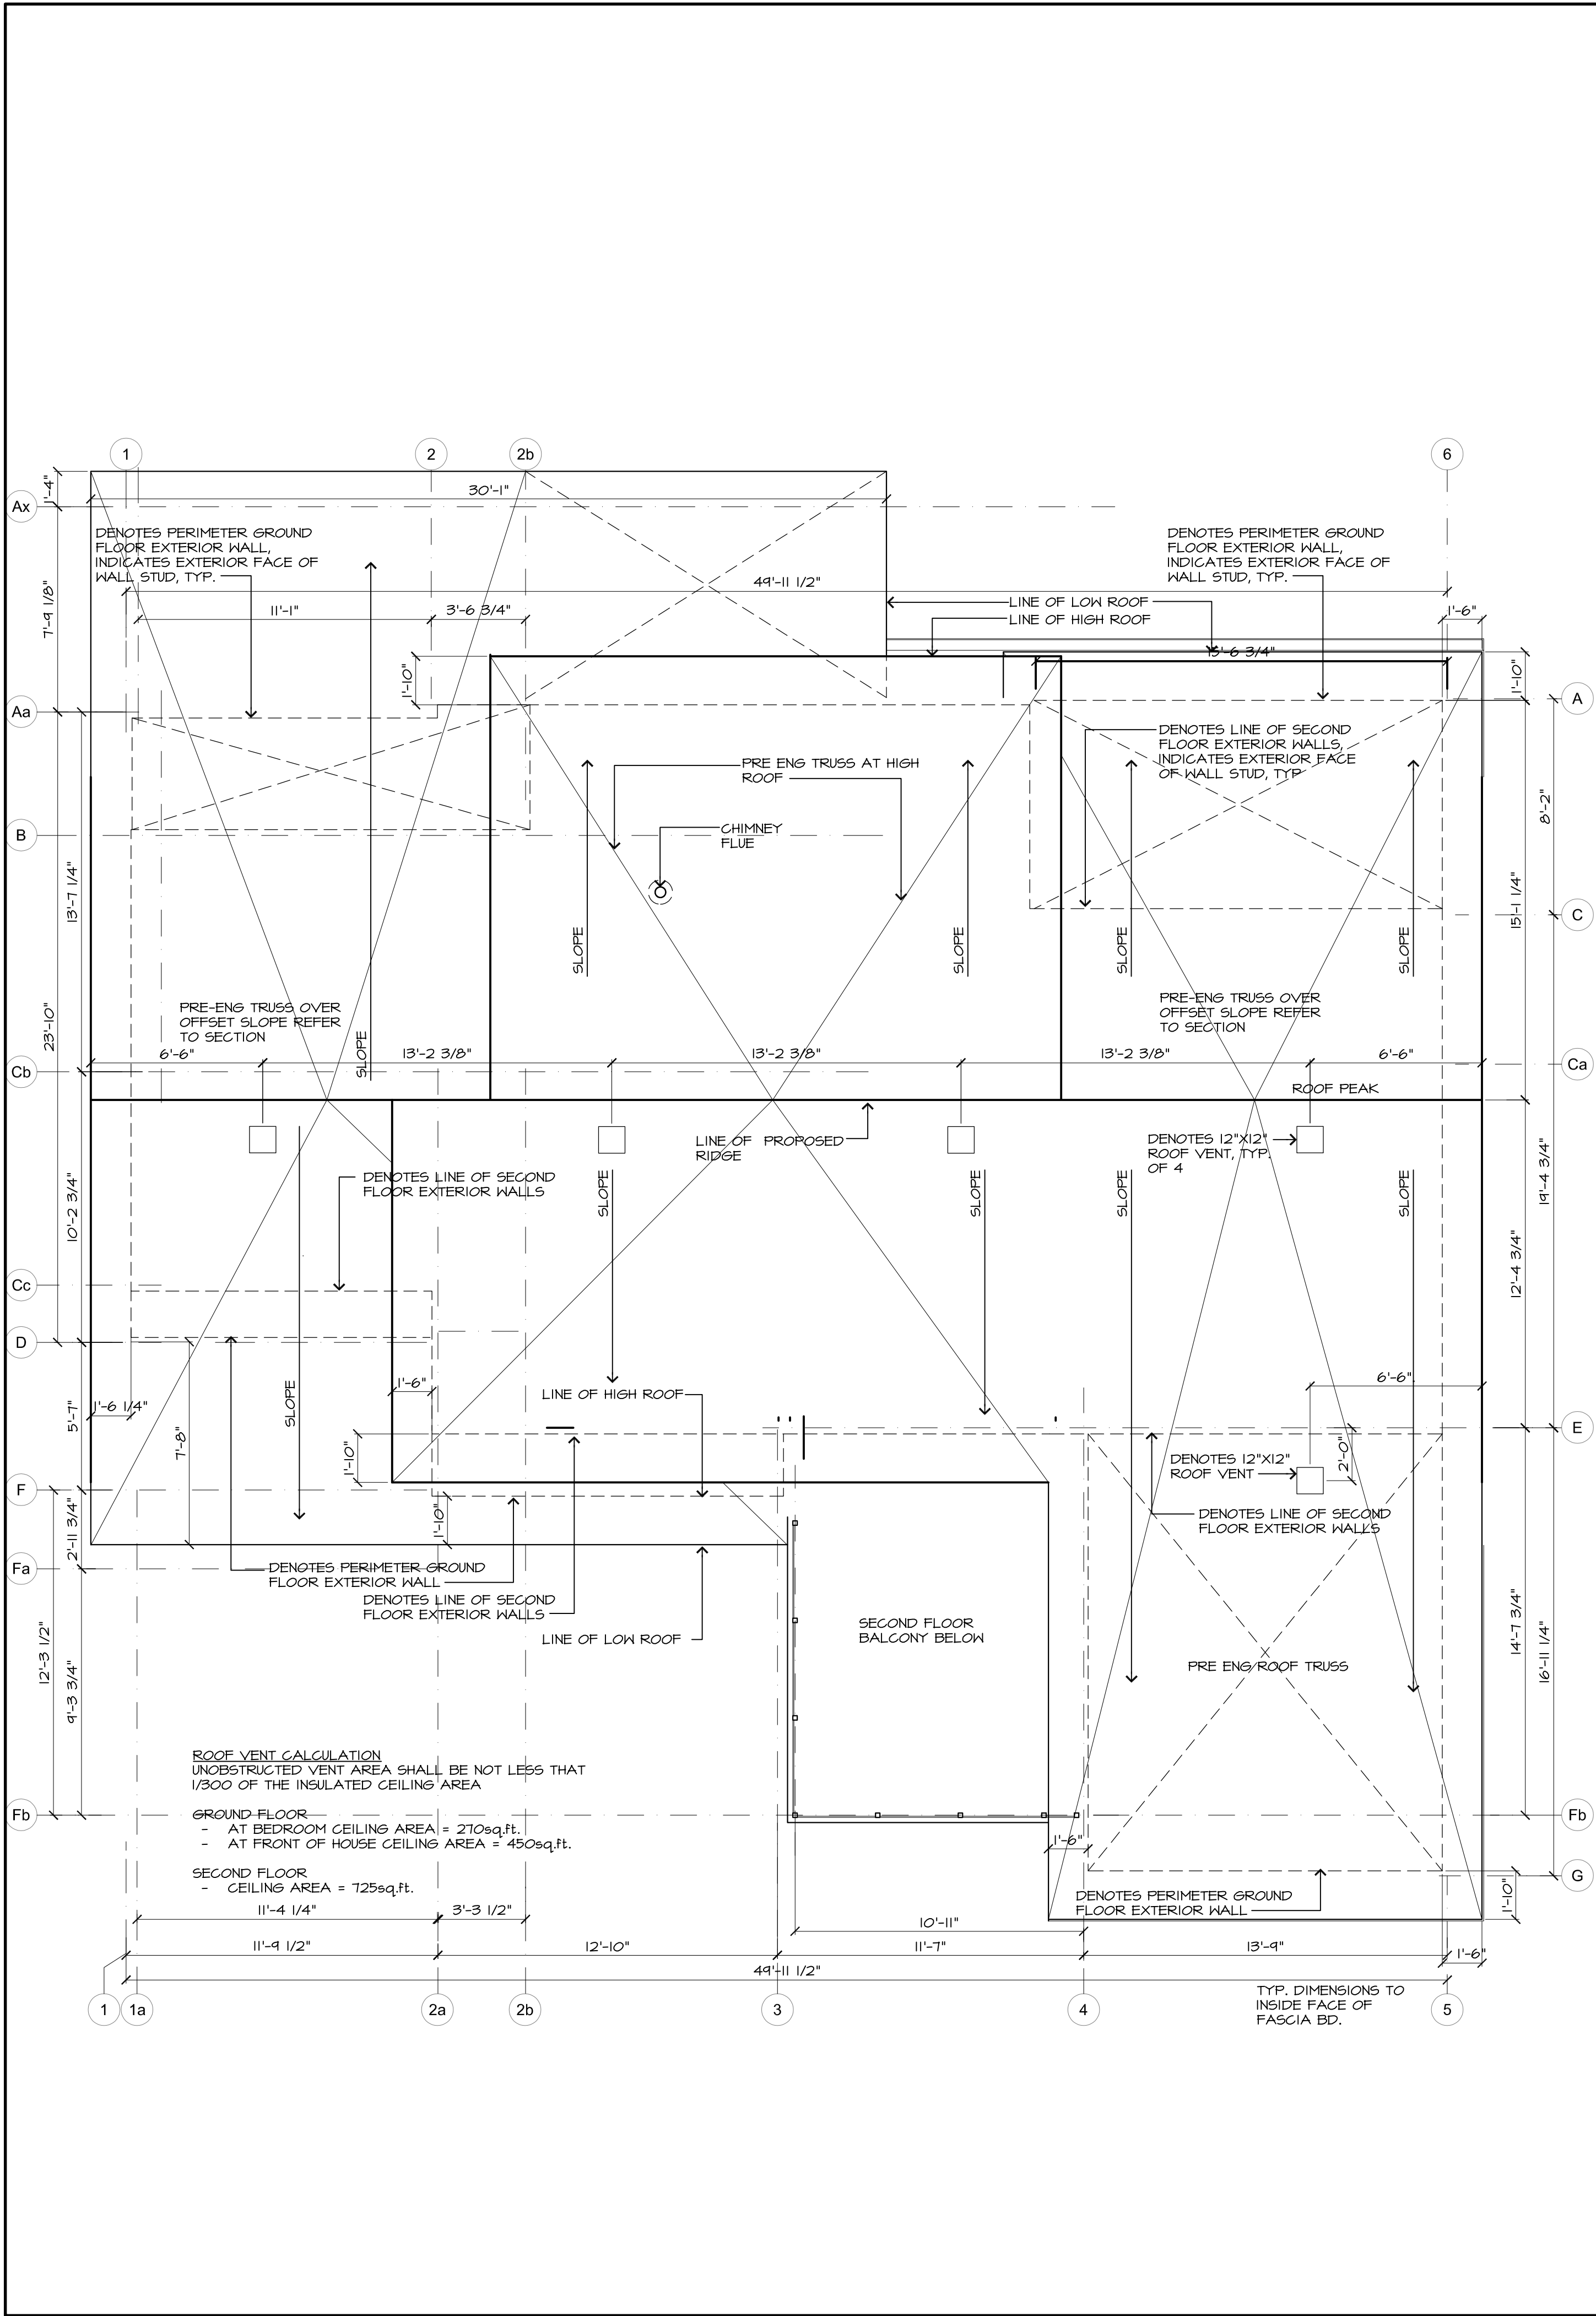 1
2
2b
6
1'-4"
Ax
30'-1"
DENOTES PERIMETER GROUND
FLOOR EXTERIOR WALL,
INDICATES EXTERIOR FACE OF
WALL STUD, TYP.
DENOTES PERIMETER GROUND
FLOOR EXTERIOR WALL,
INDICATES EXTERIOR FACE OF
WALL STUD, TYP.
49'-11 1/2"
7'-9 1/8"
11'-1"
3'-6 3/4"
LINE OF LOW ROOF
LINE OF HIGH ROOF
1'-6"
1'-10"
1'-10"
Aa
A
DENOTES LINE OF SECOND
FLOOR EXTERIOR WALLS,
INDICATES EXTERIOR FACE
OF WALL STUD, TYP
PRE ENG TRUSS AT HIGH
ROOF
8'-2"
B
CHIMNEY
FLUE
13'-7 1/4"
15'-1 1/4"
C
SLOPE
SLOPE
SLOPE
SLOPE
PRE-ENG TRUSS OVER
OFFSET SLOPE REFER
TO SECTION
PRE-ENG TRUSS OVER
OFFSET SLOPE REFER
TO SECTION
23'-10"
SLOPE
6'-6"
13'-2 3/8"
13'-2 3/8"
13'-2 3/8"
6'-6"
Cb
Ca
ROOF PEAK
LINE OF PROPOSED
RIDGE
DENOTES 12"X12"
ROOF VENT, TYP.
OF 4
DENOTES LINE OF SECOND
FLOOR EXTERIOR WALLS
SLOPE
SLOPE
SLOPE
SLOPE
10'-2 3/4"
19'-4 3/4"
12'-4 3/4"
Cc
D
1'-6 1/4"
5'-7"
7'-8"
SLOPE
1'-6"
LINE OF HIGH ROOF
6'-6"
1'-10"
E
DENOTES 12"X12"
ROOF VENT
2'-0"
F
1'-10"
DENOTES LINE OF SECOND
FLOOR EXTERIOR WALLS
2'-11 3/4"
Fa
DENOTES PERIMETER GROUND
FLOOR EXTERIOR WALL
DENOTES LINE OF SECOND
FLOOR EXTERIOR WALLS
LINE OF LOW ROOF
SECOND FLOOR
BALCONY BELOW
PRE ENG ROOF TRUSS
12'-3 1/2"
9'-3 3/4"
14'-7 3/4"
16'-11 1/4"
ROOF VENT CALCULATION
UNOBSTRUCTED VENT AREA SHALL BE NOT LESS THAT
1/300 OF THE INSULATED CEILING AREA
GROUND FLOOR
- AT BEDROOM CEILING AREA = 270sq.ft.
- AT FRONT OF HOUSE CEILING AREA = 450sq.ft.
SECOND FLOOR
- CEILING AREA = 725sq.ft.
Fb
Fb
1'-6"
G
DENOTES PERIMETER GROUND
FLOOR EXTERIOR WALL
1'-10"
11'-4 1/4"
3'-3 1/2"
10'-11"
11'-9 1/2"
12'-10"
11'-7"
13'-9"
1'-6"
49'-11 1/2"
TYP. DIMENSIONS TO
INSIDE FACE OF
FASCIA BD.
1
1a
2a
2b
3
4
5